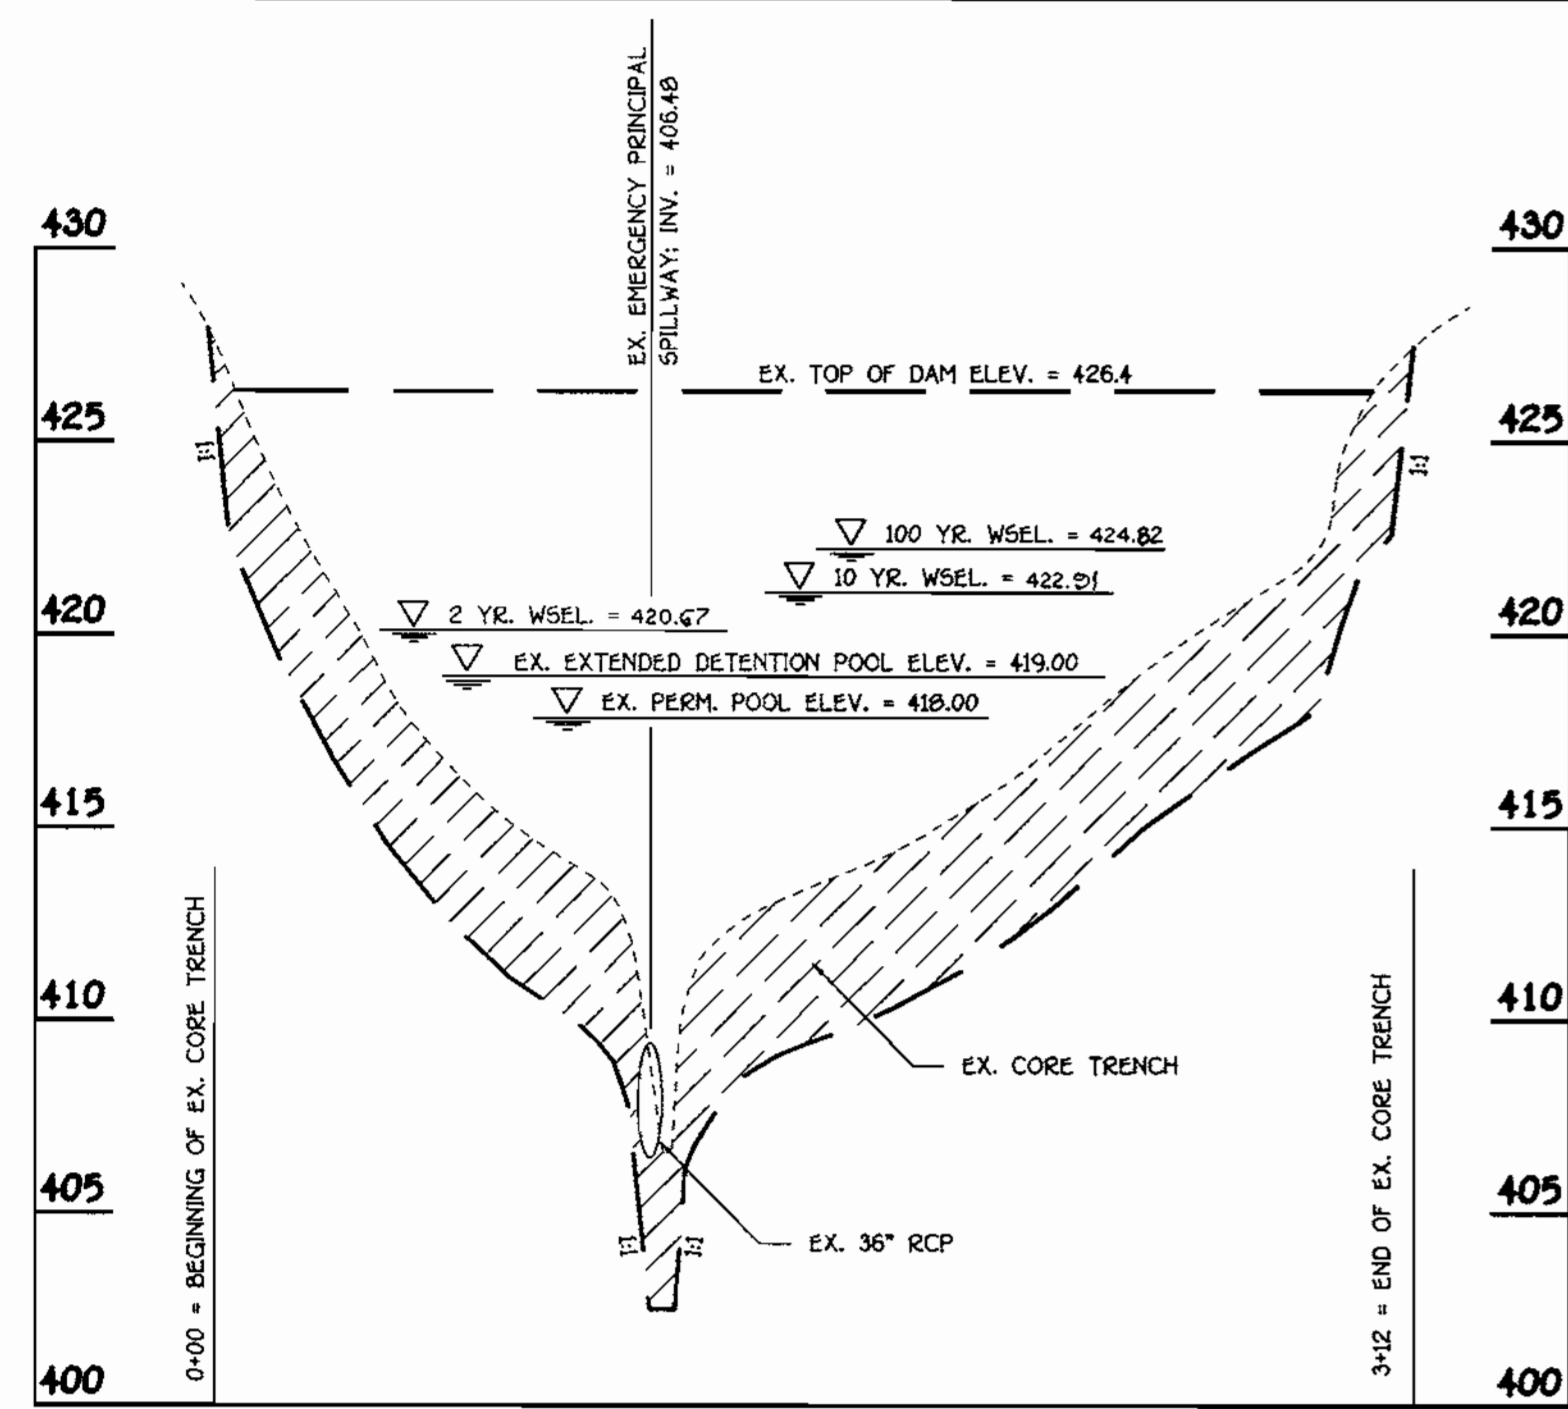 EX. EMERGENCY PRINCIPAL
SPILLWAY; INV. = 406.48
430
430
EX. TOP OF DAM ELEV. = 426.4
425
425
1:1
1:1
100 YR. WSEL. = 424.82
10 YR. WSEL. = 422.91
420
420
2 YR. WSEL. = 420.67
EX. EXTENDED DETENTION POOL ELEV. = 419.00
EX. PERM. POOL ELEV. = 418.00
415
415
0+00 = BEGINNING OF EX. CORE TRENCH
3+12 = END OF EX. CORE TRENCH
410
410
EX. CORE TRENCH
405
405
1:1
1:1
EX. 36" RCP
400
400